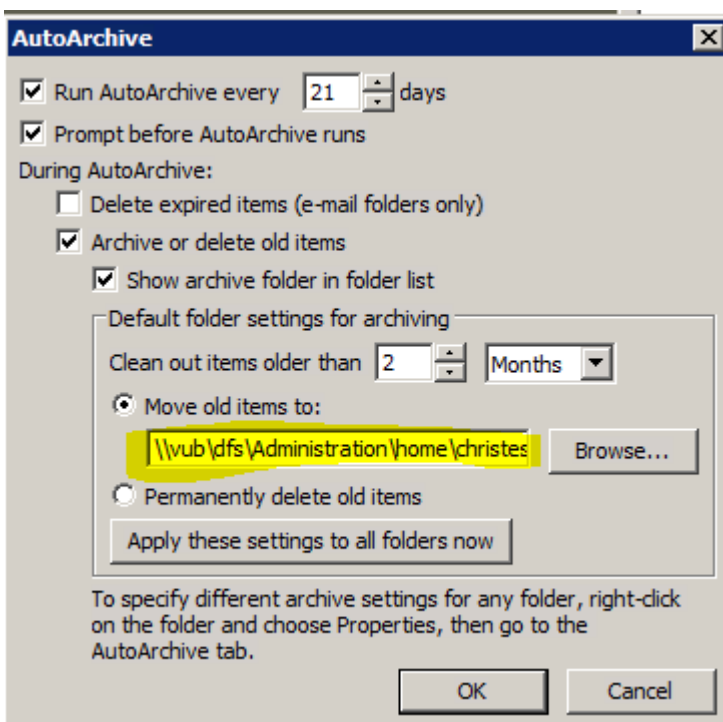 AutoArchive
Run AutoArchive every 21 days
Prompt before AutoArchive runs
During AutoArchive:
Delete expired items (e-mail folders only)
Archive or delete old items
Show archive folder in folder list
Default folder settings for archiving
Clean out items older than 2 Months
Move old items to:
\\vub\dfs\Administration\home\christes Browse...
Permanently delete old items
Apply these settings to all folders now
To specify different archive settings for any folder, right-click
on the folder and choose Properties, then go to the
AutoArchive tab.
OK Cancel